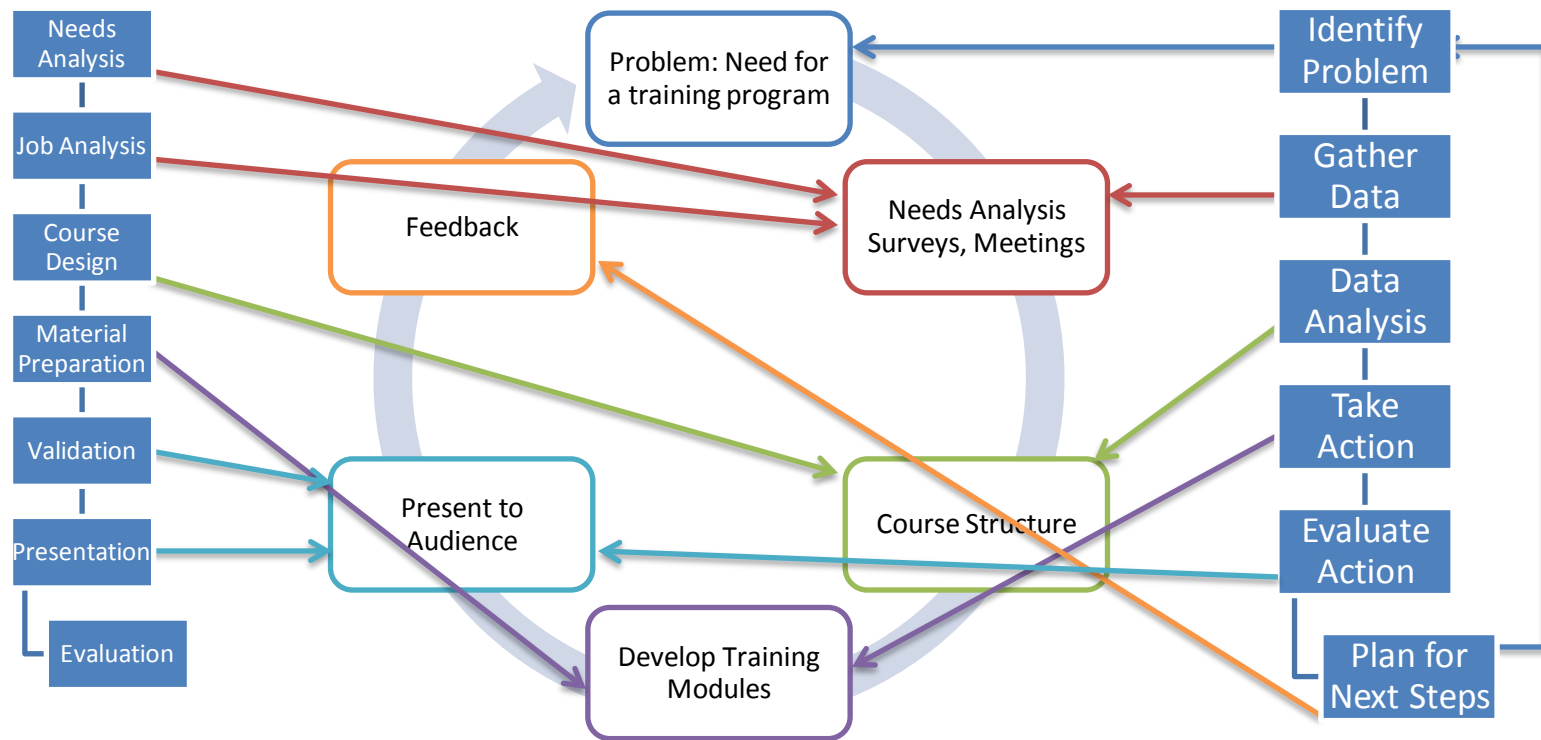 Needs
Analysis
Job Analysis
Course
Design
Material
Preparation
Validation
Presentation
Evaluation
Problem: Need for
a training program
Needs Analysis
Surveys, Meetings
Course Structure
Develop Training
Modules
Present to
Audience
Feedback
Identify
Problem
Gather
Data
Data
Analysis
Take
Action
Evaluate
Action
Plan for
Next Steps